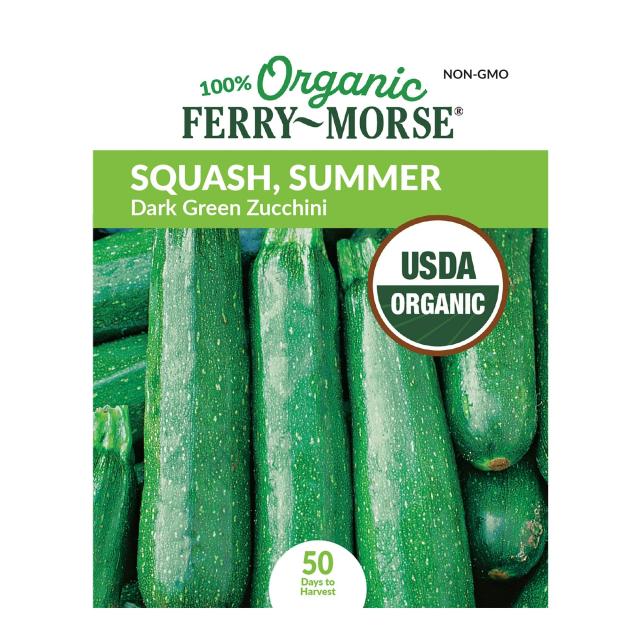 100% Organic NON-GMO
FERRY~MORSE®
SQUASH, SUMMER
Dark Green Zucchini
USDA
ORGANIC
50
Days to
Harvest